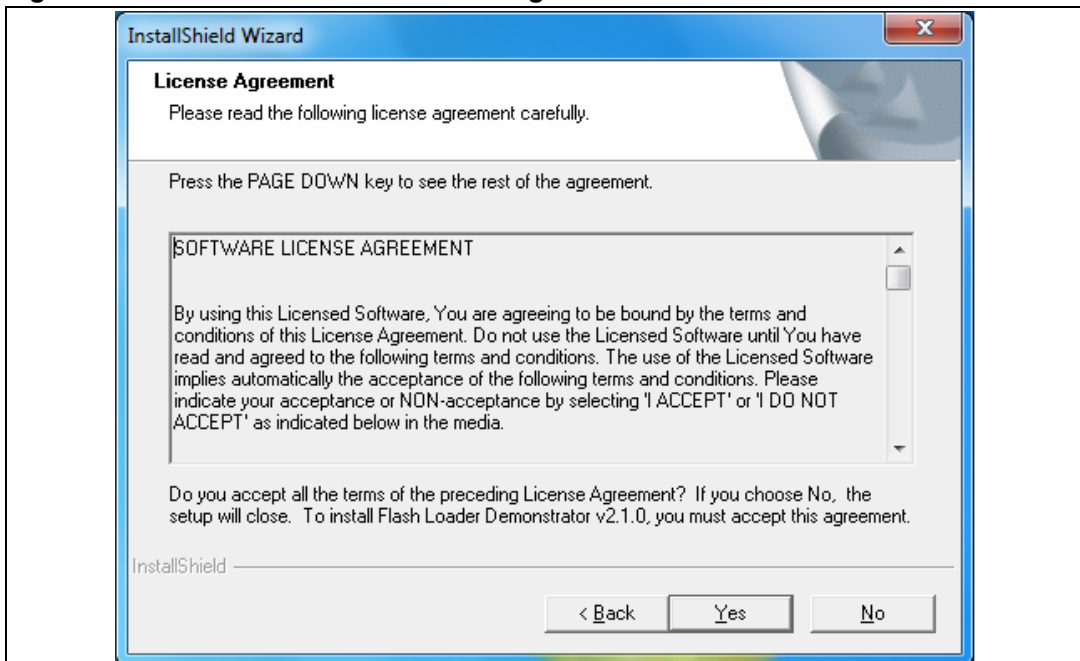 InstallShield Wizard
License Agreement
Please read the following license agreement carefully.
Press the PAGE DOWN key to see the rest of the agreement.
SOFTWARE LICENSE AGREEMENT
By using this Licensed Software, You are agreeing to be bound by the terms and
conditions of this License Agreement. Do not use the Licensed Software until You have
read and agreed to the following terms and conditions. The use of the Licensed Software
implies automatically the acceptance of the following terms and conditions. Please
indicate your acceptance or NON-acceptance by selecting 'I ACCEPT' or 'I DO NOT
ACCEPT' as indicated below in the media.
Do you accept all the terms of the preceding License Agreement? If you choose No, the
setup will close. To install Flash Loader Demonstrator v2.1.0, you must accept this agreement.
InstallShield
< Back Yes No